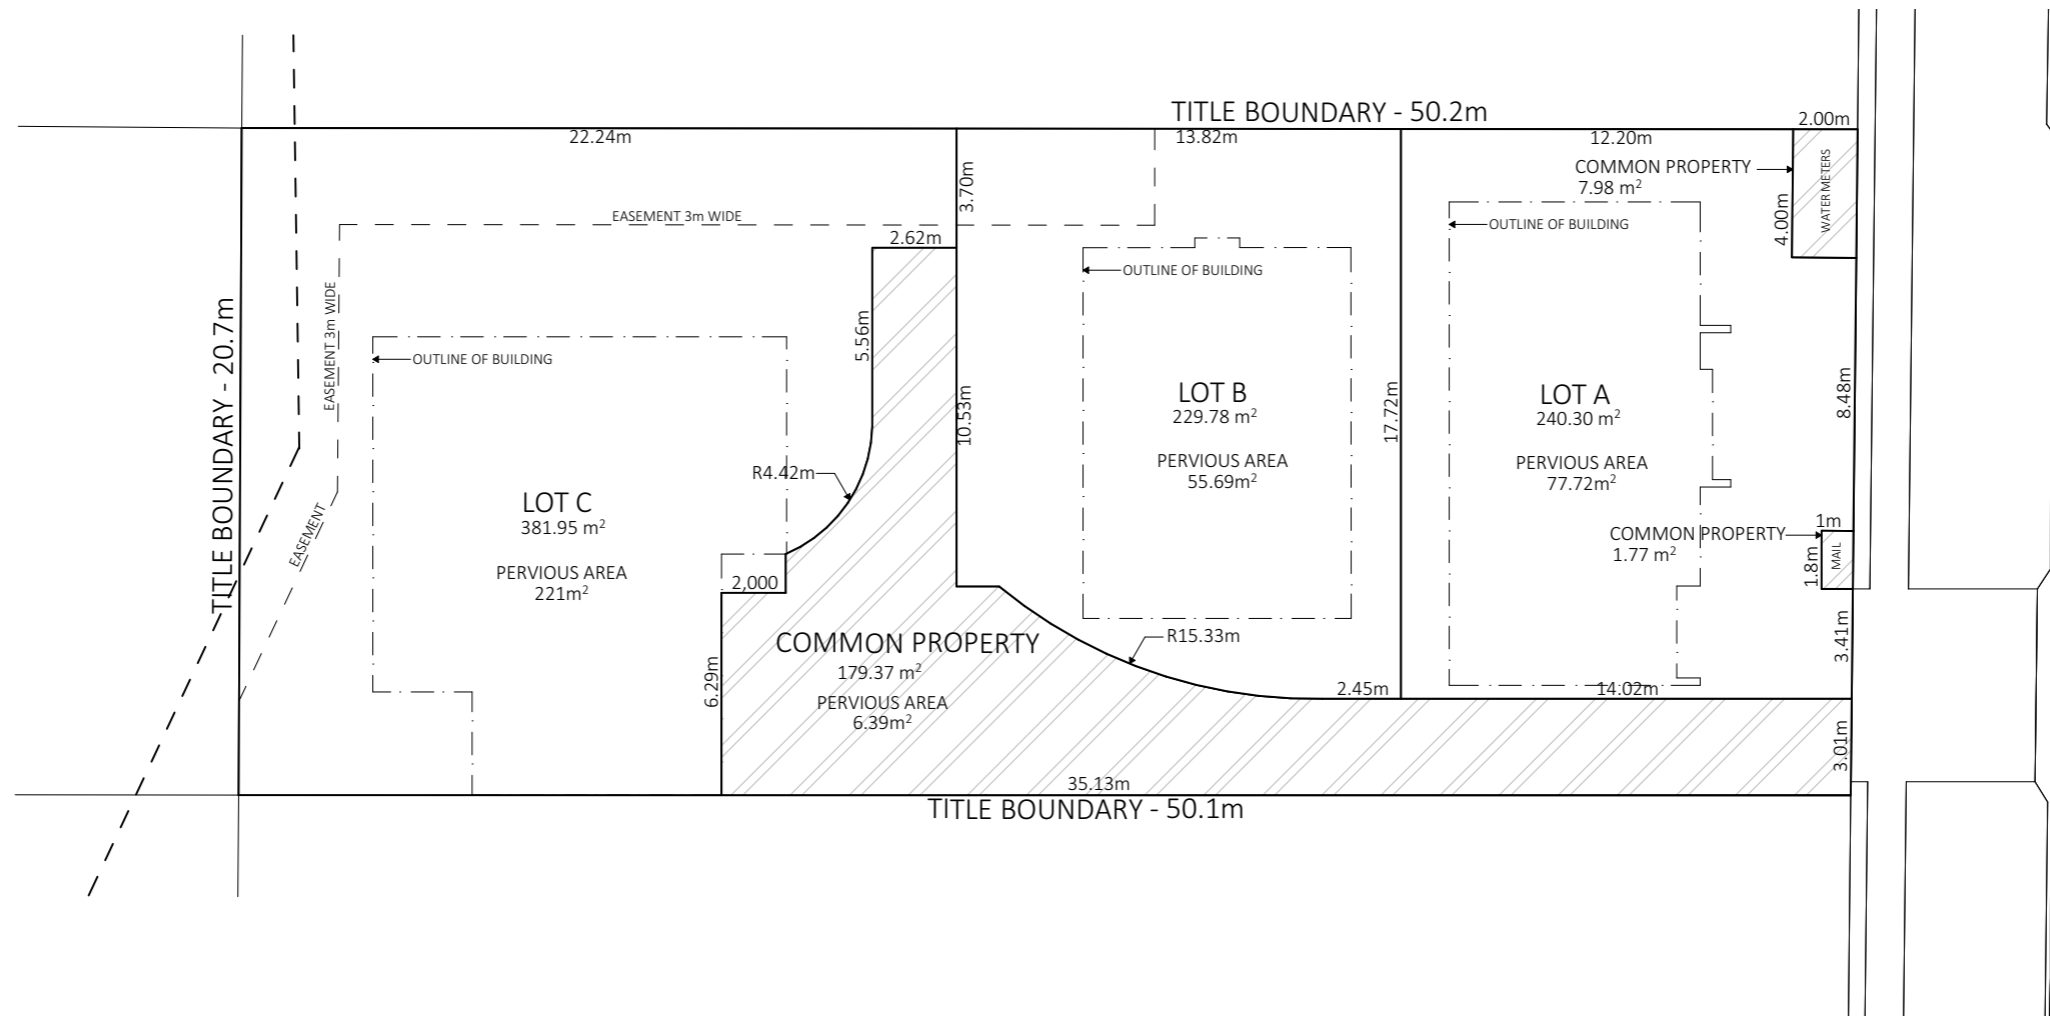 TITLE BOUNDARY - 50.2m
2.00m
22.24m
13.82m
12.20m
COMMON PROPERTY
7.98 m²
WATER METERS
4.00m
3.70m
EASEMENT 3m WIDE
OUTLINE OF BUILDING
2.62m
OUTLINE OF BUILDING
EASEMENT 3m WIDE
TITLE BOUNDARY - 20.7m
5.56m
OUTLINE OF BUILDING
10.53m
LOT B
229.78 m²
PERVIOUS AREA
55.69m²
17.72m
LOT A
240.30 m²
PERVIOUS AREA
77.72m²
8.48m
R4.42m
LOT C
381.95 m²
PERVIOUS AREA
221m²
EASEMENT
2,000
1m
COMMON PROPERTY
1.77 m²
1.8m
MAIL
COMMON PROPERTY
179.37 m²
PERVIOUS AREA
6.39m²
6.29m
R15.33m
3.41m
2.45m
14.02m
3.01m
35.13m
TITLE BOUNDARY - 50.1m